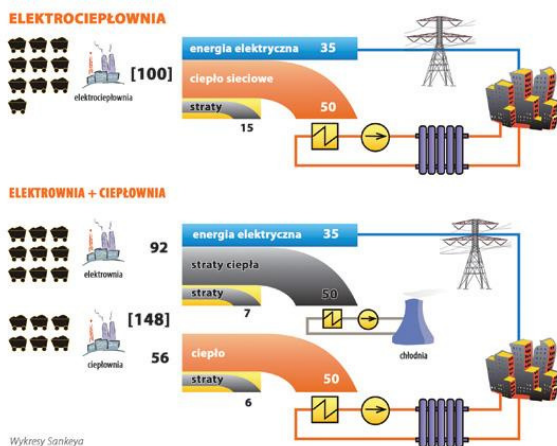 ELEKTROCIEPŁOWNIA
energia elektryczna 35
[100]
ciepło sieciowe
elektrociepłownia
straty
50
15
ELEKTROWNIA + CIEPŁOWNIA
92
energia elektryczna 35
straty ciepła
elektrownia
straty
50
7
[148]
chłodnia
56
ciepło
ciepłownia
straty
50
6
Wykresy Sankeya